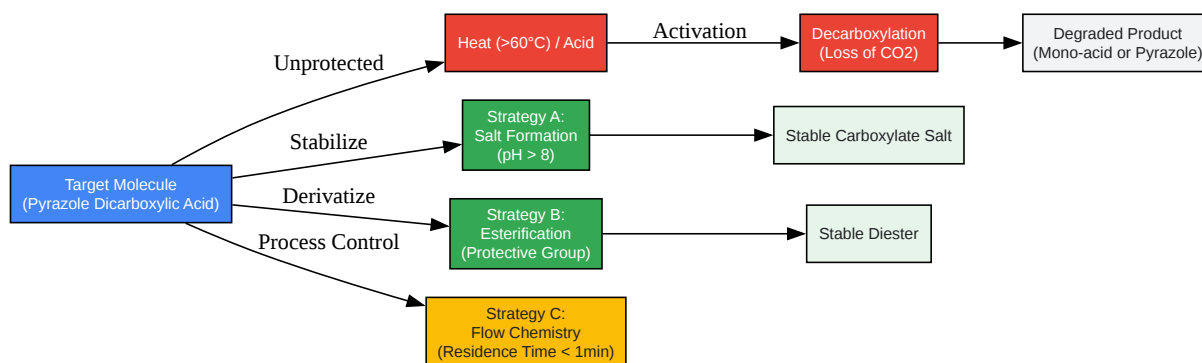 Target Molecule
(Pyrazole Dicarboxylic Acid)
Unprotected
Heat (>60°C) / Acid
Activation
Decarboxylation
(Loss of CO2)
Degraded Product
(Mono-acid or Pyrazole)
Stabilize
Strategy A:
Salt Formation
(pH > 8)
Stable Carboxylate Salt
Derivatize
Strategy B:
Esterification
(Protective Group)
Stable Diester
Process Control
Strategy C:
Flow Chemistry
(Residence Time < 1min)